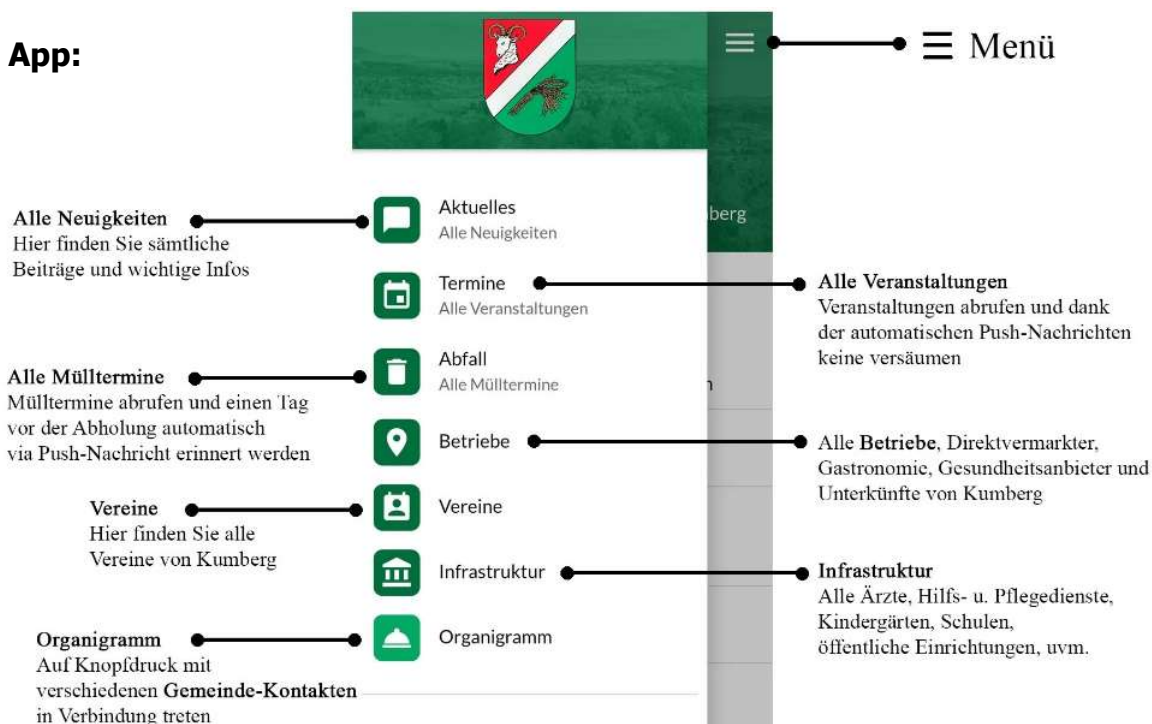 App:
Menü
Alle Neuigkeiten
Hier finden Sie sämtliche
Beiträge und wichtige Infos
Aktuelles
Alle Neuigkeiten
berg
Termine
Alle Veranstaltungen
Alle Veranstaltungen
Veranstaltungen abrufen und dank
der automatischen Push-Nachrichten
keine versäumen
Alle Mülltermine
Mülltermine abrufen und einen Tag
vor der Abholung automatisch
via Push-Nachricht erinnert werden
Abfall
Alle Mülltermine
n
Betriebe
Alle Betriebe, Direktvermarkter,
Gastronomie, Gesundheitsanbieter und
Unterkünfte von Kumberg
Vereine
Hier finden Sie alle
Vereine von Kumberg
Vereine
Infrastruktur
Infrastruktur
Alle Ärzte, Hilfs- u. Pflegedienste,
Kindergärten, Schulen,
öffentliche Einrichtungen, uvm.
Organigramm
Auf Knopfdruck mit
verschiedenen Gemeinde-Kontakten
in Verbindung treten
Organigramm